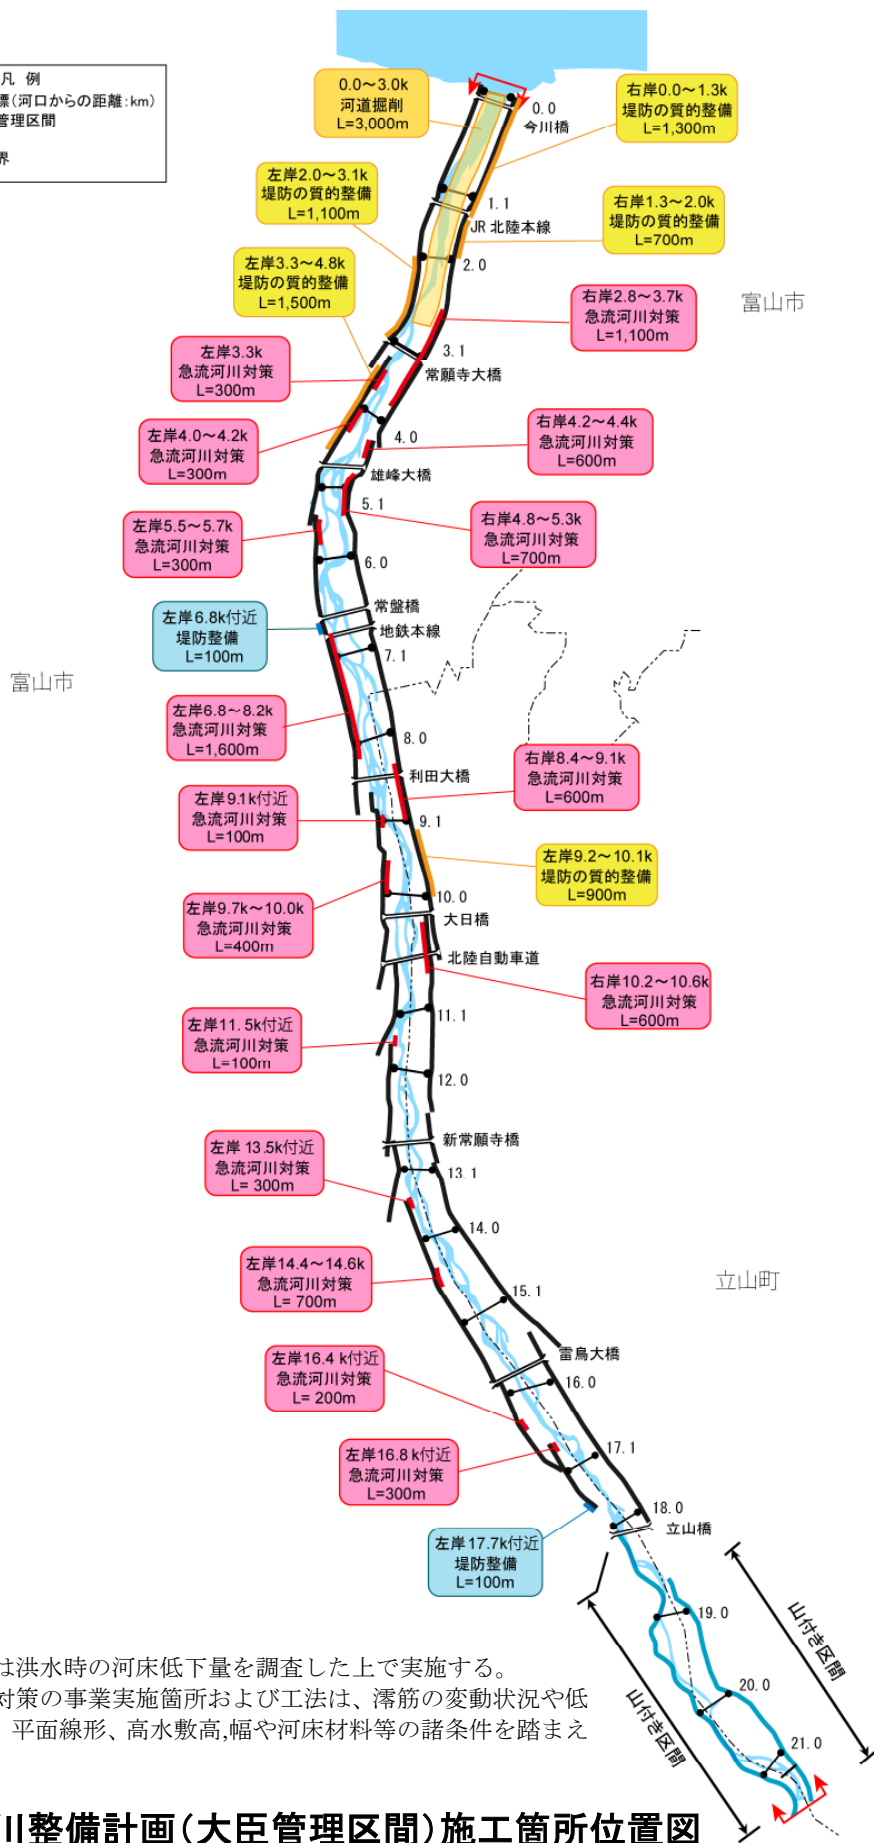 凡 例
標(河口からの距離:km)
管理区間
界
0.0～3.0k
河道掘削
L=3,000m
右岸0.0～1.3k
堤防の質的整備
L=1,300m
0.0
今川橋
左岸2.0～3.1k
堤防の質的整備
L=1,100m
1.1
JR北陸本線
右岸1.3～2.0k
堤防の質的整備
L=700m
左岸3.3～4.8k
堤防の質的整備
L=1,500m
2.0
右岸2.8～3.7k
急流河川対策
L=1,100m
富山市
左岸3.3k
急流河川対策
L=300m
3.1
常願寺大橋
左岸4.0～4.2k
急流河川対策
L=300m
4.0
右岸4.2～4.4k
急流河川対策
L=600m
雄峰大橋
5.1
左岸5.5～5.7k
急流河川対策
L=300m
右岸4.8～5.3k
急流河川対策
L=700m
6.0
左岸6.8k付近
堤防整備
L=100m
常盤橋
地鉄本線
7.1
富山市
左岸6.8～8.2k
急流河川対策
L=1,600m
8.0
利田大橋
右岸8.4～9.1k
急流河川対策
L=600m
左岸9.1k付近
急流河川対策
L=100m
9.1
左岸9.2～10.1k
堤防の質的整備
L=900m
左岸9.7k～10.0k
急流河川対策
L=400m
10.0
大日橋
北陸自動車道
右岸10.2～10.6k
急流河川対策
L=600m
左岸11.5k付近
急流河川対策
L=100m
11.1
12.0
新常願寺橋
左岸 13.5k付近
急流河川対策
L= 300m
13.1
14.0
左岸14.4～14.6k
急流河川対策
L= 700m
立山町
15.1
雷鳥大橋
左岸16.4 k付近
急流河川対策
L= 200m
16.0
左岸16.8 k付近
急流河川対策
L=300m
17.1
18.0
立山橋
左岸17.7k付近
堤防整備
L=100m
19.0
山付き区間
20.0
山付き区間
21.0
は洪水時の河床低下量を調査した上で実施する。
対策の事業実施箇所および工法は、澪筋の変動状況や低
平面線形、高水敷高,幅や河床材料等の諸条件を踏まえ
川整備計画(大臣管理区間)施工箇所位置図